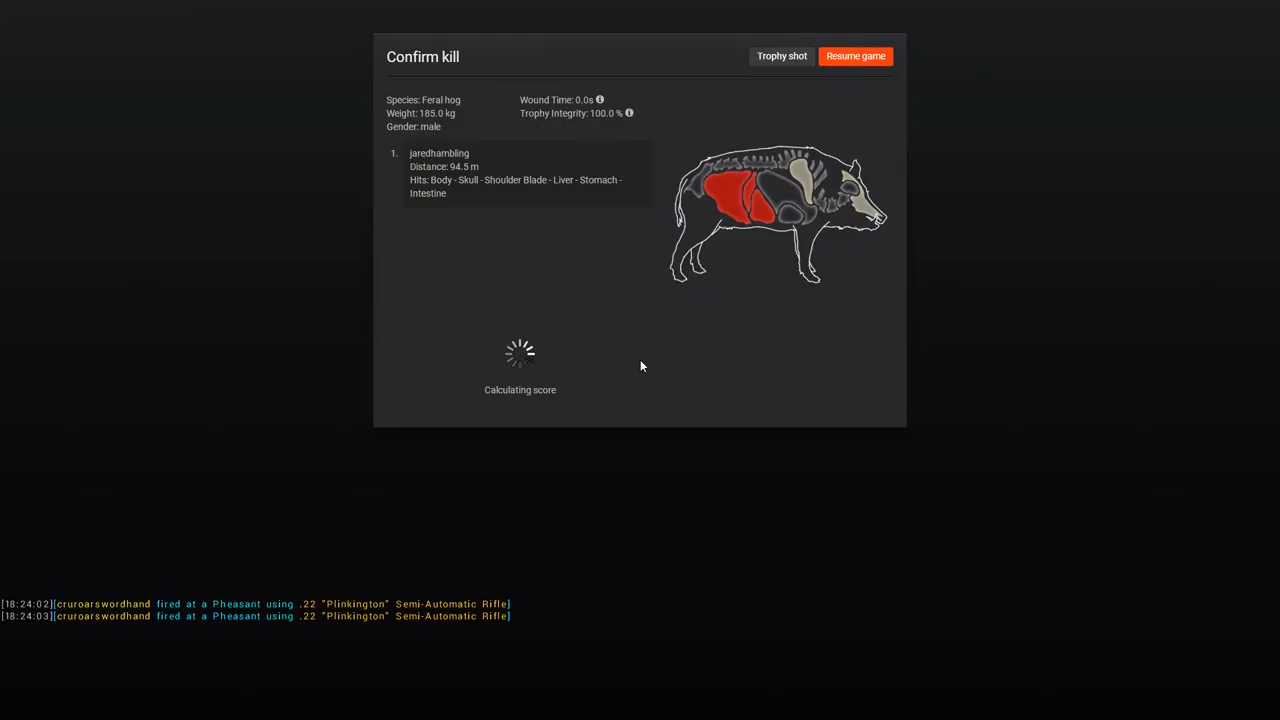 Confirm kill
Trophy shot
Resume game
Species: Feral hog
Weight: 185.0 kg
Gender: male
Wound Time: 0.0s
Trophy Integrity: 100.0 %
1.
jaredhambling
Distance: 94.5 m
Hits: Body - Skull - Shoulder Blade - Liver - Stomach -
Intestine
Calculating score
[18:24:02][cruroarswordhand fired at a Pheasant using .22 "Plinkington" Semi-Automatic Rifle]
[18:24:03][cruroarswordhand fired at a Pheasant using .22 "Plinkington" Semi-Automatic Rifle]